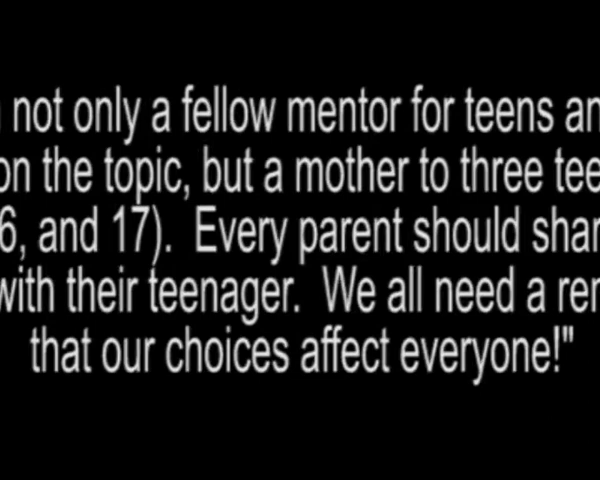 not only a fellow mentor for teens an
on the topic, but a mother to three tee
6, and 17). Every parent should shar
with their teenager. We all need a rem
that our choices affect everyone!"